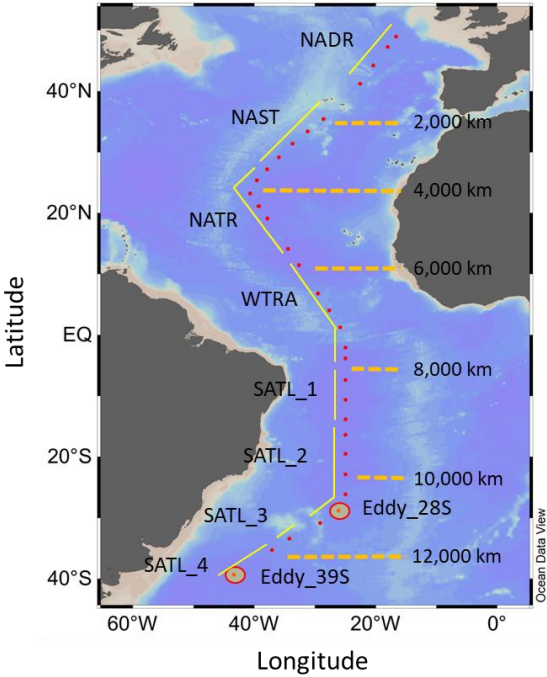 NADR
40°N
NAST
2,000 km
4,000 km
20°N
NATR
6,000 km
WTRA
EQ
8,000 km
SATL_1
SATL_2
20°S
10,000 km
Eddy_28S
SATL_3
12,000 km
SATL_4
Eddy_39S
40°S
60°W
40°W
20°W
0°
Latitude
Longitude
Ocean Data View